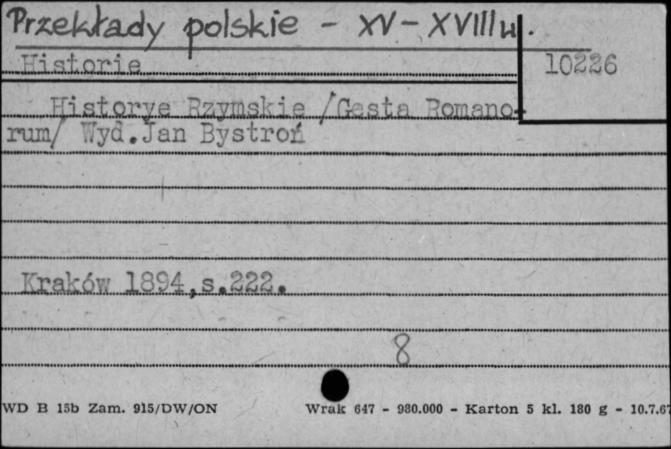 Przekłady polskie - XV-XVIII w.
Historie
10226
Historye Rzymskie /Gesta Romano-
rum/ Wyd.Jan Bystroń
Kraków 1894,s.222.
8
WD B 15b Zam. 915/DW/ON
Wrak 647 - 980.000 - Karton 5 kl. 180 g - 10.7.67